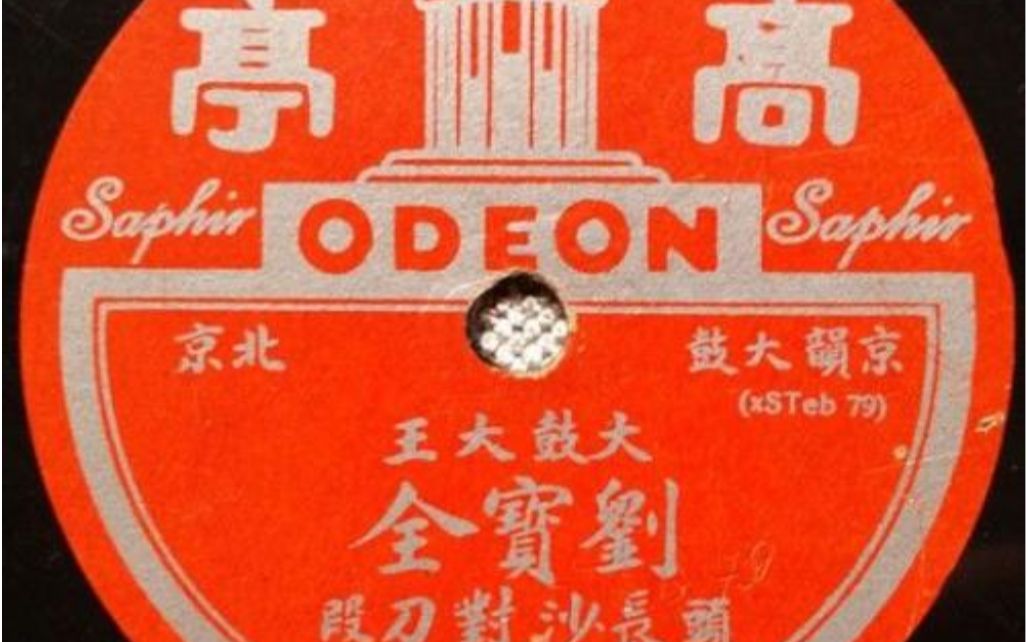 高亭
Saphir ODEON Saphir
京韻大鼓 北京
(xSTeb 79)
大鼓大王
劉寶全
頭長沙對刀段